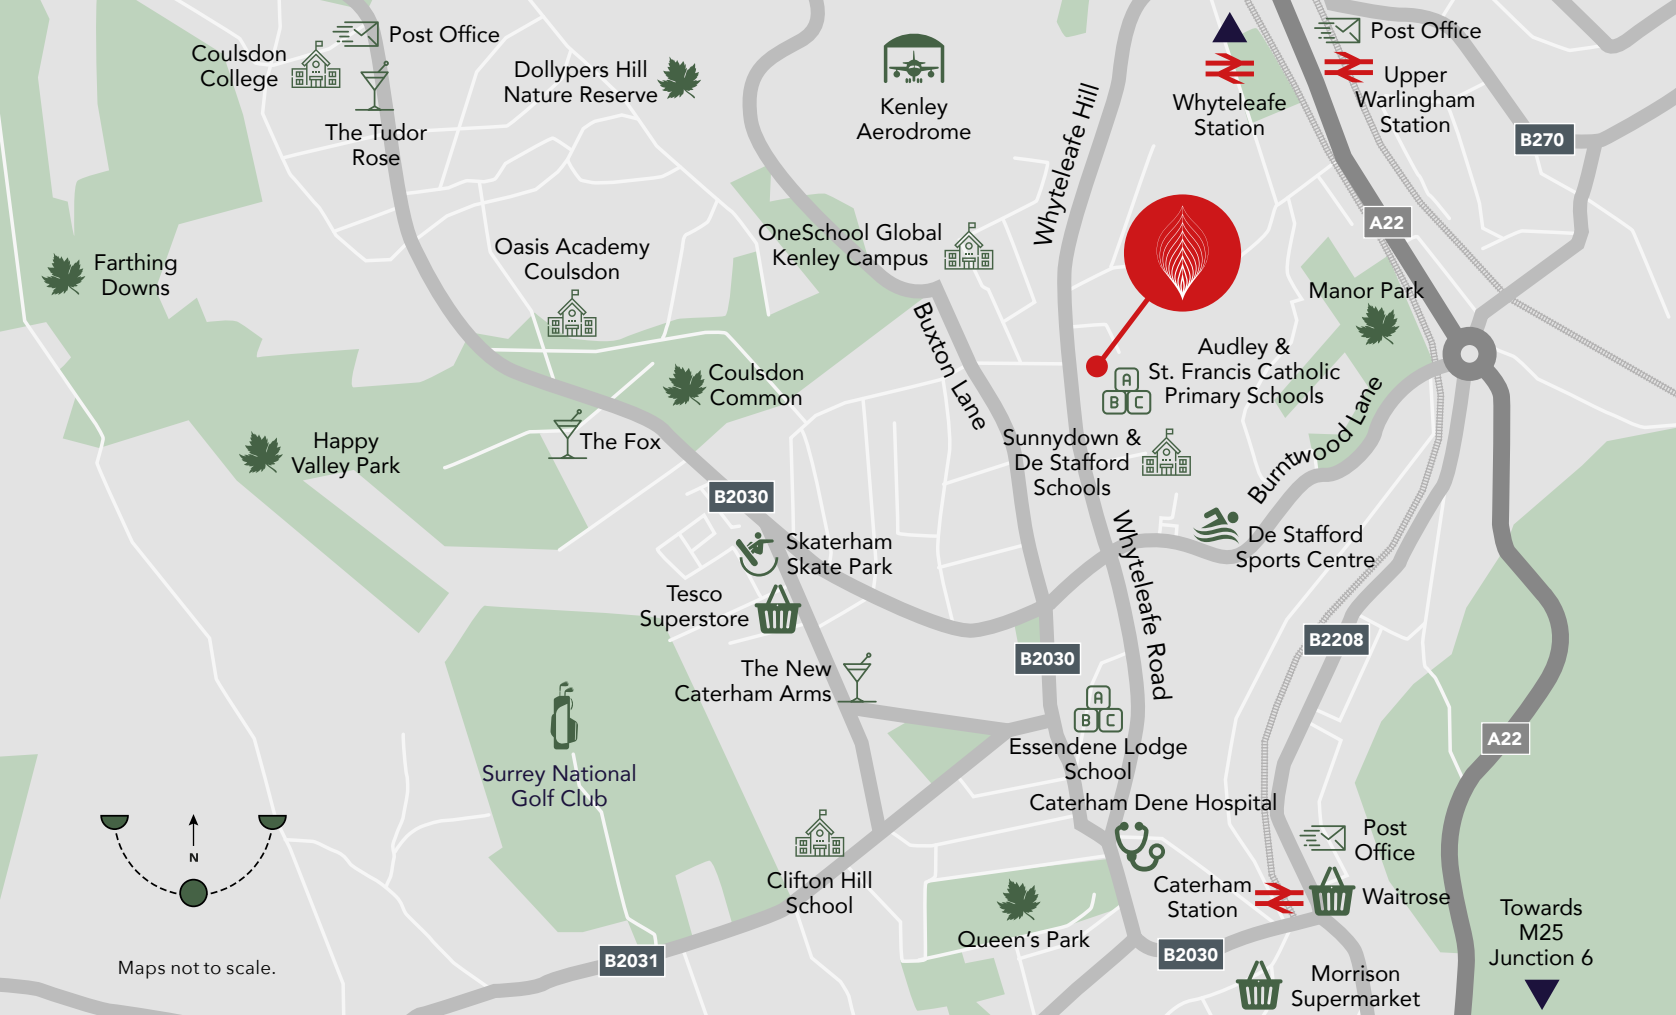 Post Office
Coulsdon
College
The Tudor
Rose
Dollypers Hill
Nature Reserve
Kenley
Aerodrome
Whyteleafe Hill
Whyteleafe
Station
Post Office
Upper
Warlingham
Station
B270
A22
Farthing
Downs
Oasis Academy
Coulsdon
OneSchool Global
Kenley Campus
Manor Park
Buxton Lane
Audley &
St. Francis Catholic
Primary Schools
A
B C
Coulsdon
Common
Happy
Valley Park
The Fox
Sunnydown &
De Stafford
Schools
Burntwood Lane
B2030
Skaterham
Skate Park
De Stafford
Sports Centre
Whyteleafe Road
Tesco
Superstore
B2208
B2030
The New
Caterham Arms
A
B C
Essendene Lodge
School
A22
Surrey National
Golf Club
Caterham Dene Hospital
Post
Office
N
Clifton Hill
School
Caterham
Station
Waitrose
Queen's Park
Towards
M25
Junction 6
B2031
B2030
Maps not to scale.
Morrison
Supermarket